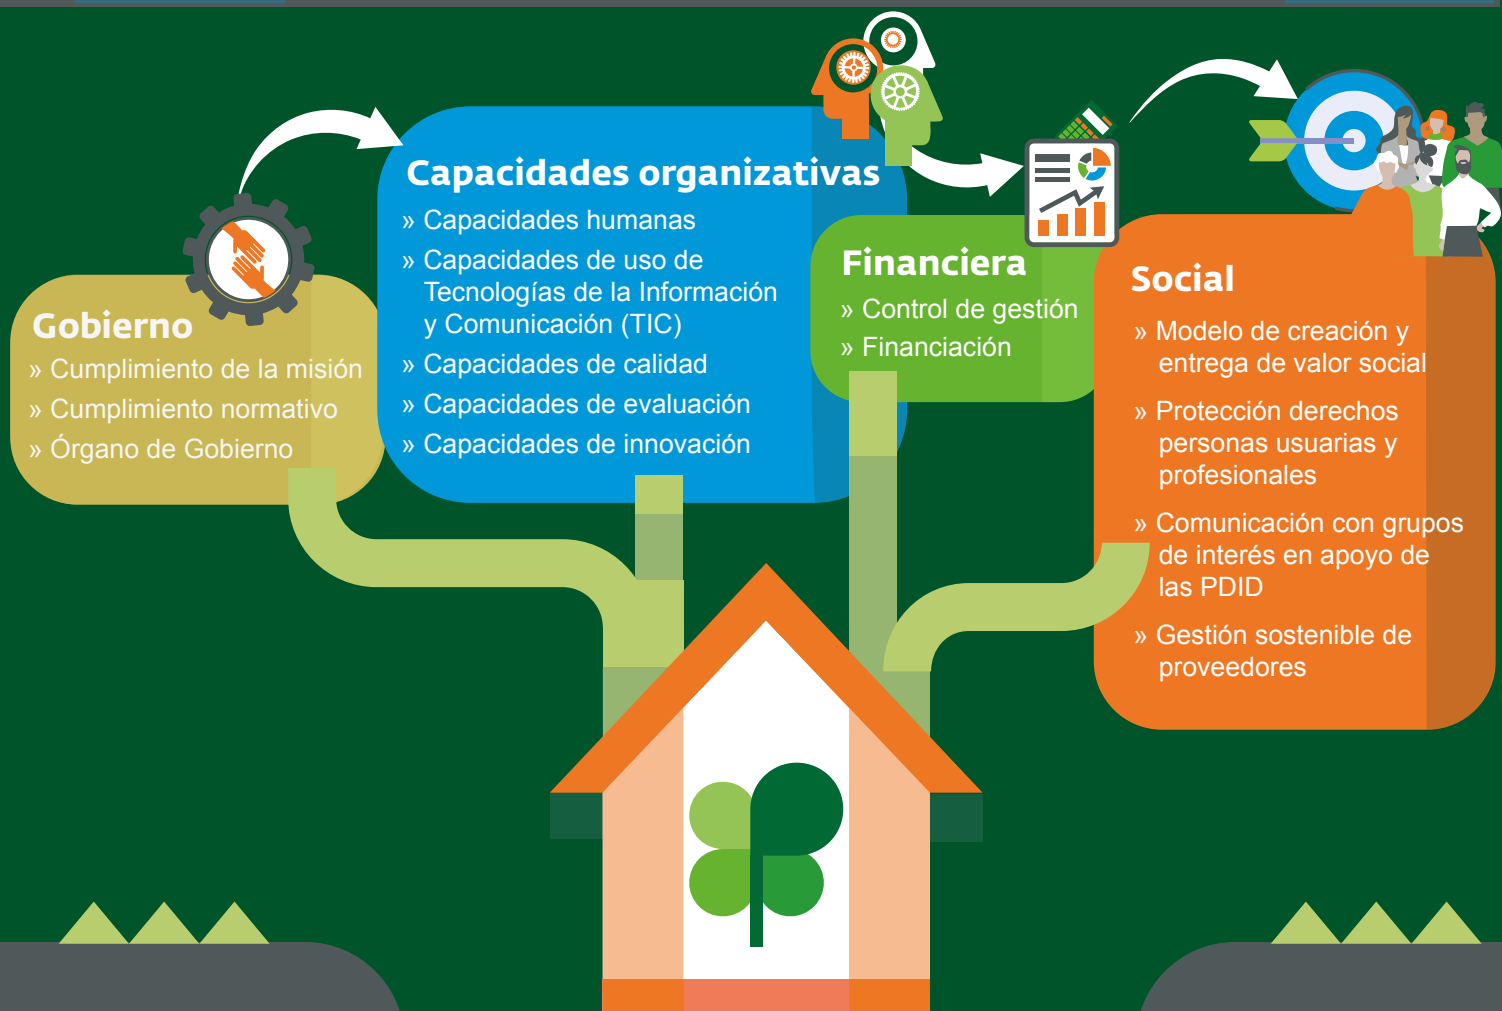 Gobierno
» Cumplimiento de la misión
» Cumplimiento normativo
» Órgano de Gobierno
Capacidades organizativas
» Capacidades humanas
» Capacidades de uso de
Tecnologías de la Información
y Comunicación (TIC)
» Capacidades de calidad
» Capacidades de evaluación
» Capacidades de innovación
Financiera
» Control de gestión
» Financiación
Social
» Modelo de creación y
entrega de valor social
» Protección derechos
personas usuarias y
profesionales
» Comunicación con grupos
de interés en apoyo de
las PDID
» Gestión sostenible de
proveedores